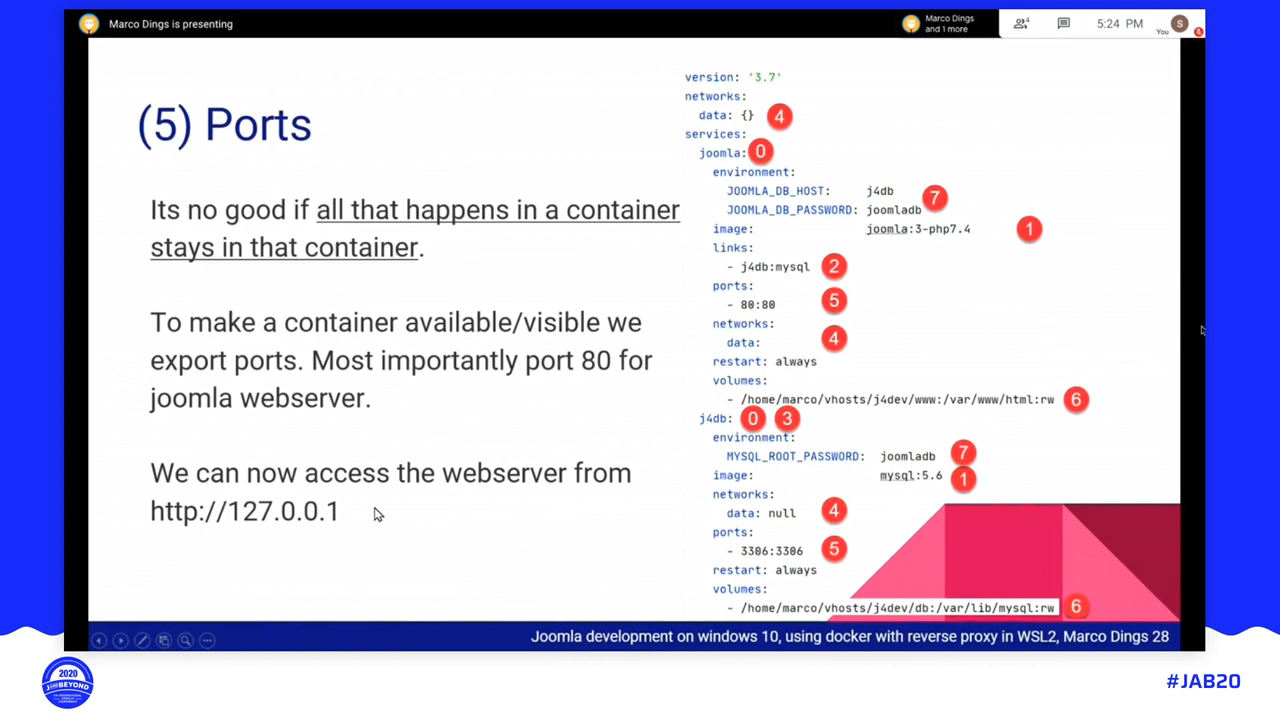 Marco Dings is presenting
Marco Dings
and 1 more
4
5:24 PM
You
S
(5) Ports
Its no good if all that happens in a container
stays in that container.
To make a container available/visible we
export ports. Most importantly port 80 for
joomla webserver.
We can now access the webserver from
http://127.0.0.1
version: '3.7'
networks:
data: {} 4
services:
joomla: 0
environment:
JOOMLA_DB_HOST: j4db
7
JOOMLA_DB_PASSWORD: joomladb
image: joomla:3-php7.4 1
links:
- j4db:mysql 2
ports:
- 80:80 5
networks:
data: 4
restart: always
volumes:
- /home/marco/vhosts/j4dev/www:/var/www/html:rw 6
j4db: 0 3
environment:
MYSQL_ROOT_PASSWORD: joomladb 7
image: mysql:5.6 1
networks:
data: null 4
ports:
- 3306:3306 5
restart: always
volumes:
- /home/marco/vhosts/j4dev/db:/var/lib/mysql:rw 6
Joomla development on windows 10, using docker with reverse proxy in WSL2, Marco Dings 28
2020
JANDBEYOND
#JAB20